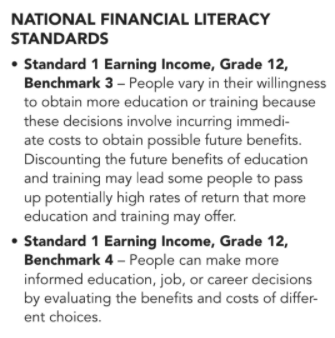 NATIONAL FINANCIAL LITERACY
STANDARDS
• Standard 1 Earning Income, Grade 12,
Benchmark 3 – People vary in their willingness
to obtain more education or training because
these decisions involve incurring immedi-
ate costs to obtain possible future benefits.
Discounting the future benefits of education
and training may lead some people to pass
up potentially high rates of return that more
education and training may offer.
• Standard 1 Earning Income, Grade 12,
Benchmark 4 – People can make more
informed education, job, or career decisions
by evaluating the benefits and costs of differ-
ent choices.